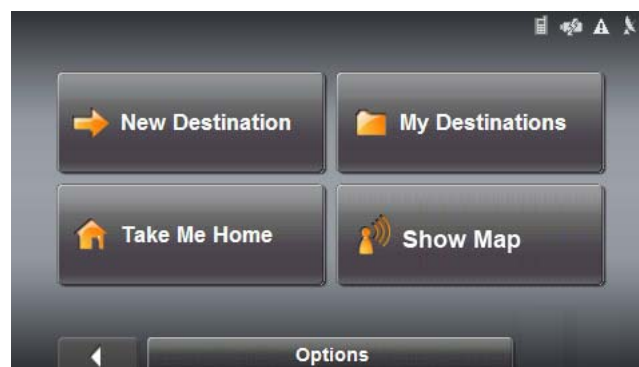 New Destination
My Destinations
Take Me Home
Show Map
Options